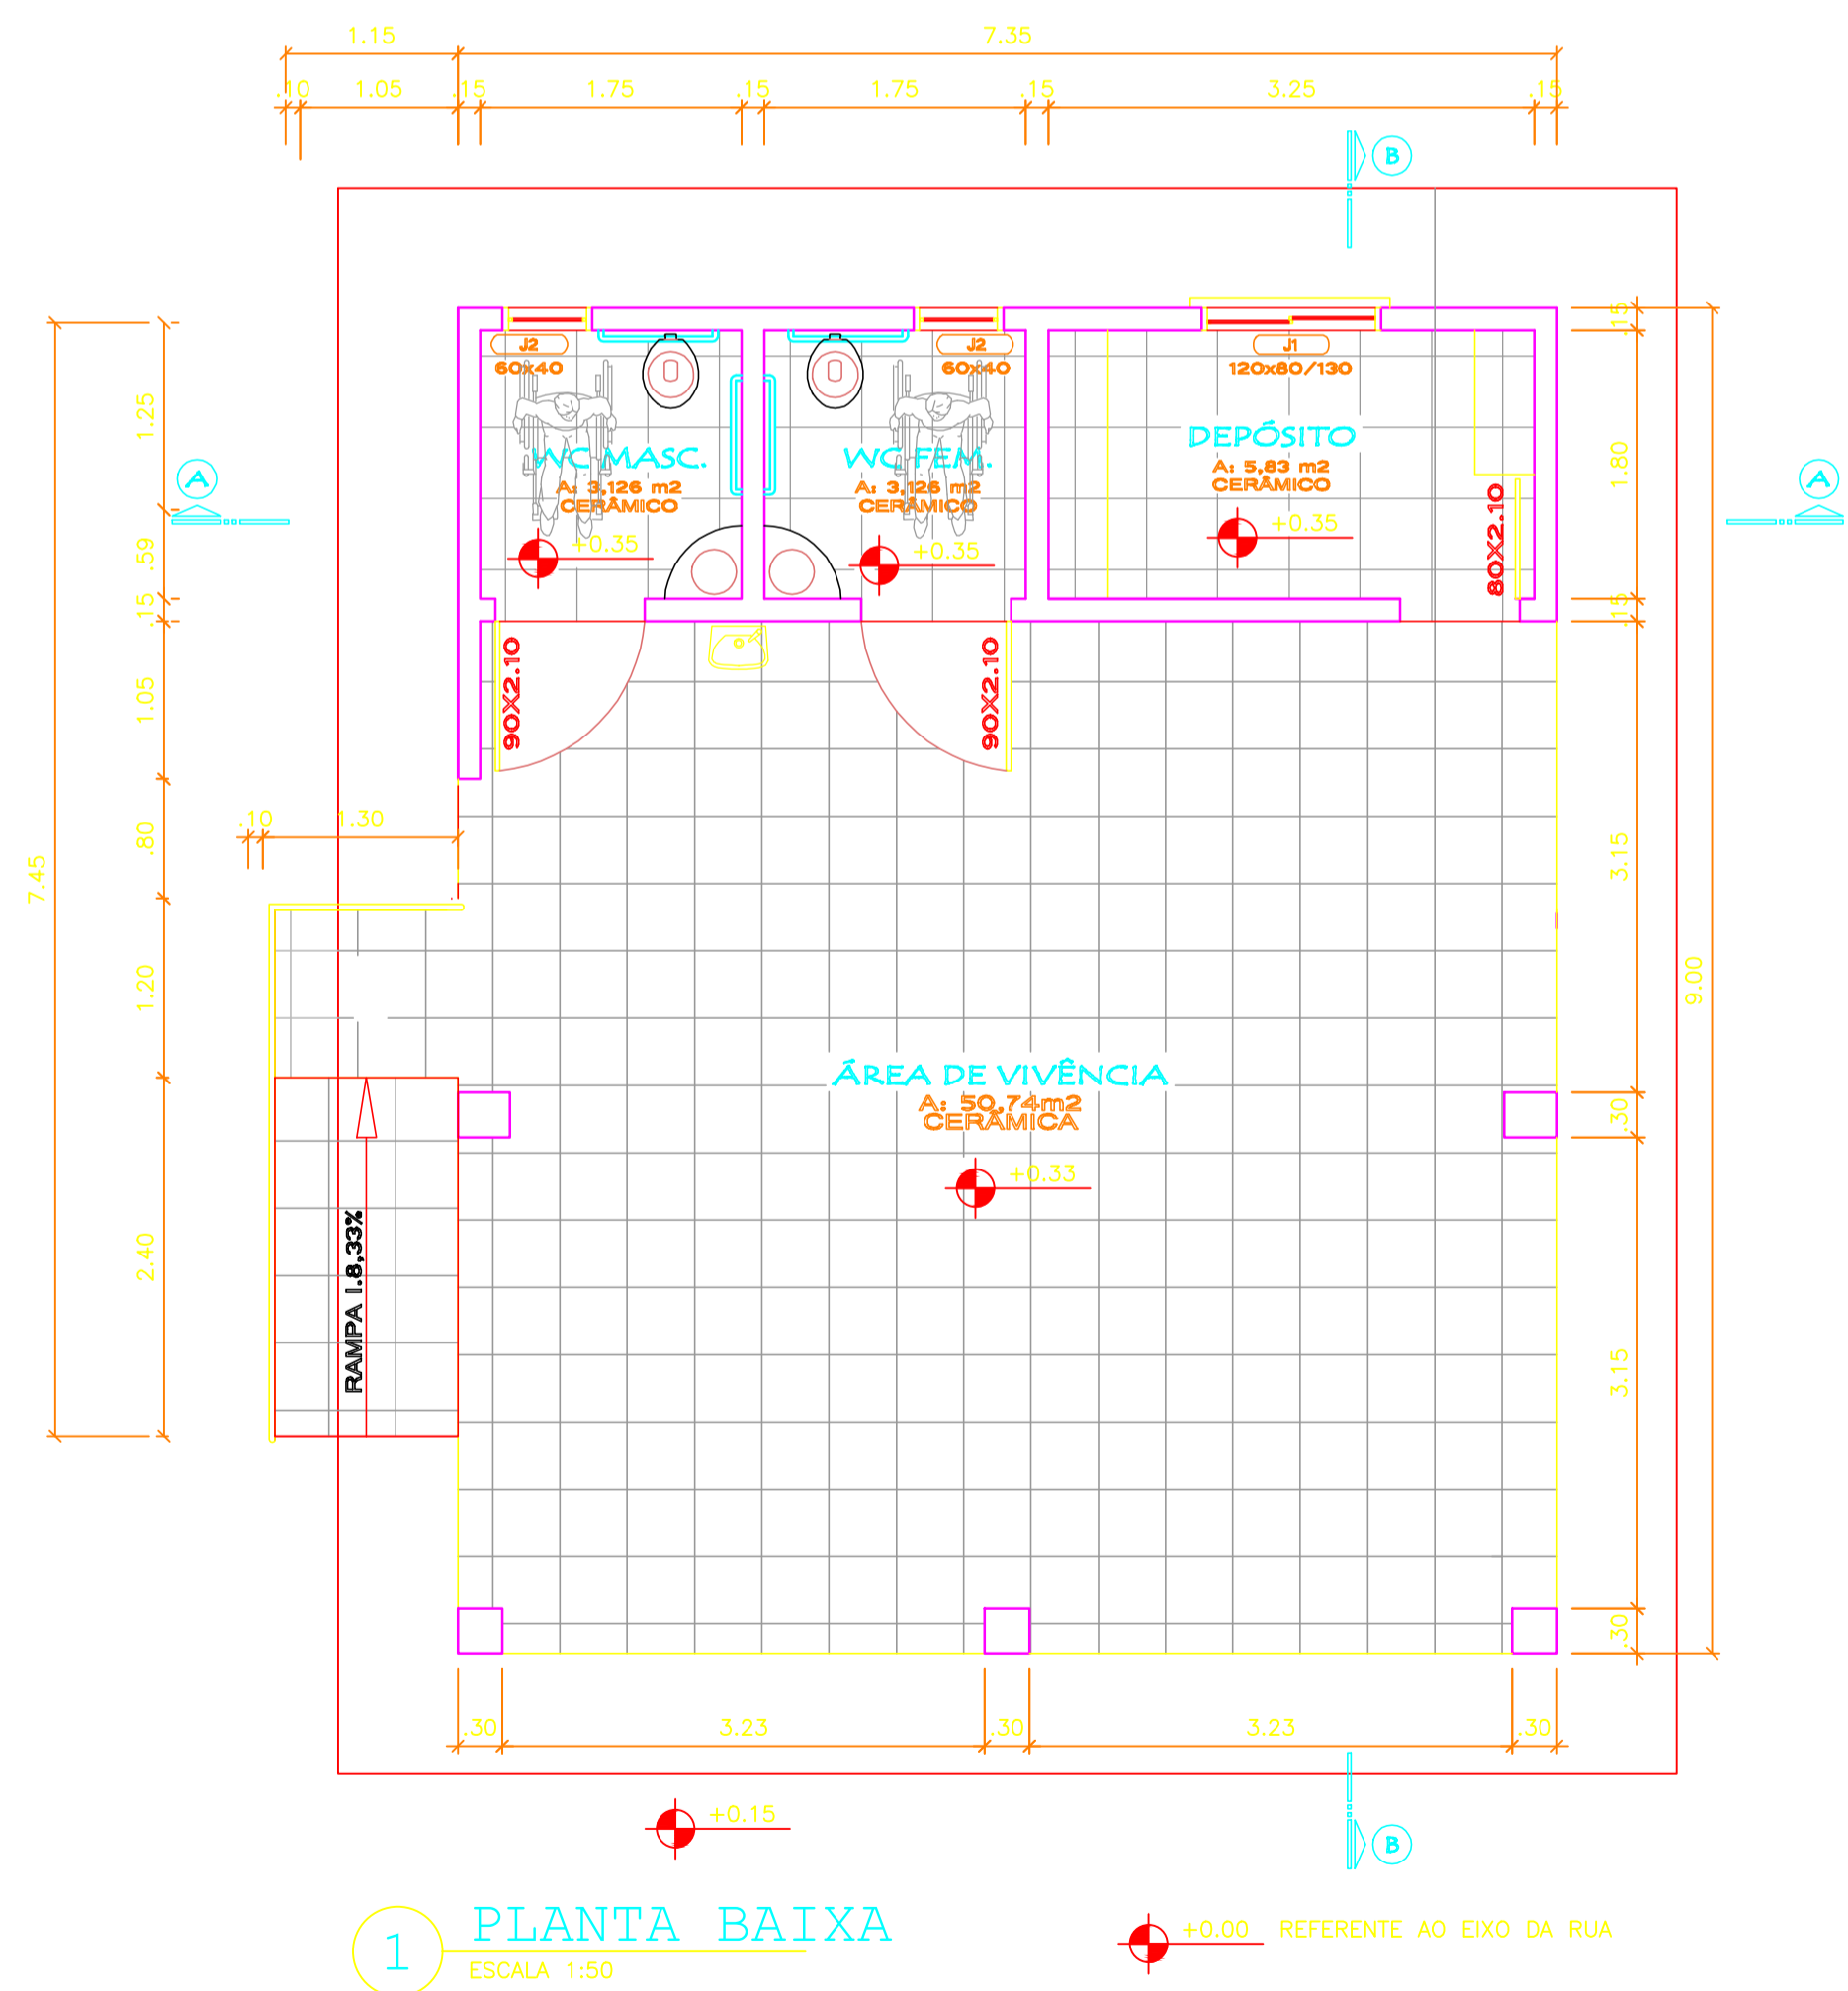 1.15
7.35
.10
1.05
.15
1.75
.15
1.75
.15
3.25
.15
B
J2
60x40
J2
60x40
J1
120x80/130
.15
1.25
WC MASC.
A: 3,126 m2
CERÂMICO
+0.35
WC FEM.
A: 3,126 m2
CERÂMICO
+0.35
DEPÓSITO
A: 5,83 m2
CERÂMICO
+0.35
80X2.10
1.80
A
A
.59
.15
.15
90X2.10
90X2.10
1.05
.10
1.30
.80
7.45
3.15
1.20
9.00
ÁREA DE VIVÊNCIA
A: 50,74m2
CERÂMICA
+0.33
.30
RAMPA I.8,33%
2.40
3.15
.30
.30
3.23
.30
3.23
.30
+0.15
B
1
PLANTA BAIXA
ESCALA 1:50
+0.00 REFERENTE AO EIXO DA RUA